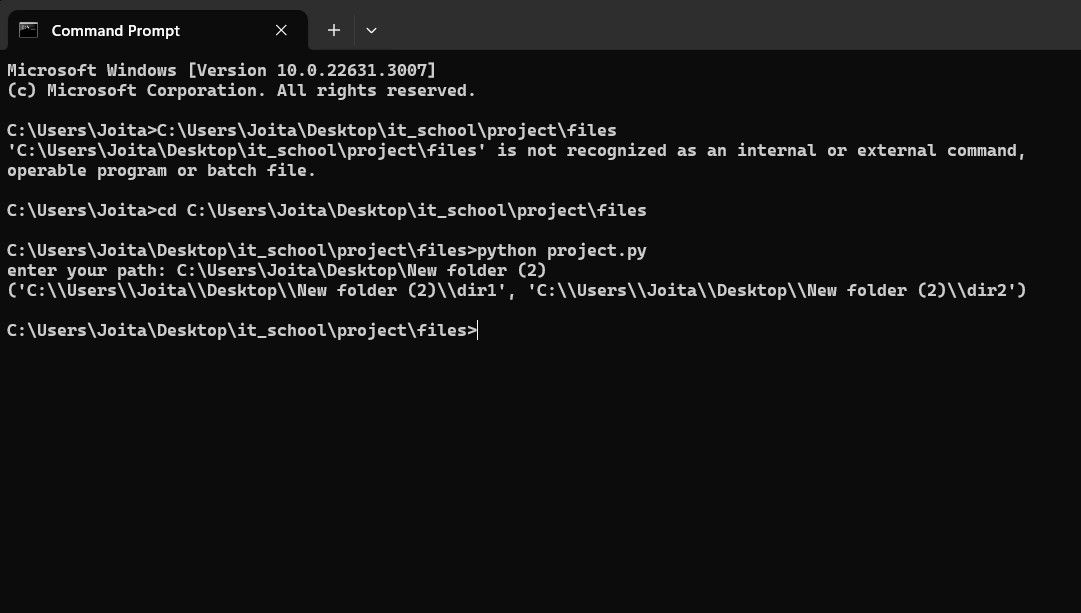 Command Prompt
Microsoft Windows [Version 10.0.22631.3007]
(c) Microsoft Corporation. All rights reserved.
C:\Users\Joita>C:\Users\Joita\Desktop\it_school\project\files
'C:\Users\Joita\Desktop\it_school\project\files' is not recognized as an internal or external command,
operable program or batch file.
C:\Users\Joita>cd C:\Users\Joita\Desktop\it_school\project\files
C:\Users\Joita\Desktop\it_school\project\files>python project.py
enter your path: C:\Users\Joita\Desktop\New folder (2)
('C:\\Users\\Joita\\Desktop\\New folder (2)\\dir1', 'C:\\Users\\Joita\\Desktop\\New folder (2)\\dir2')
C:\Users\Joita\Desktop\it_school\project\files>